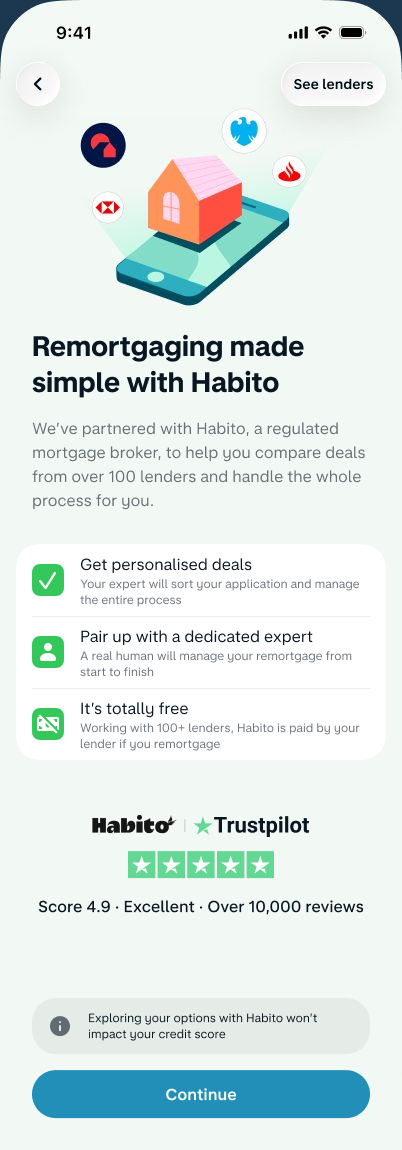 9:41
See lenders
Remortgaging made
simple with Habito
We've partnered with Habito, a regulated
mortgage broker, to help you compare deals
from over 100 lenders and handle the whole
process for you.
Get personalised deals
Your expert will sort your application and manage
the entire process
Pair up with a dedicated expert
A real human will manage your remortgage from
start to finish
It's totally free
Working with 100+ lenders, Habito is paid by your
lender if you remortgage
Habito | Trustpilot
Score 4.9 · Excellent · Over 10,000 reviews
Exploring your options with Habito won't
impact your credit score
Continue